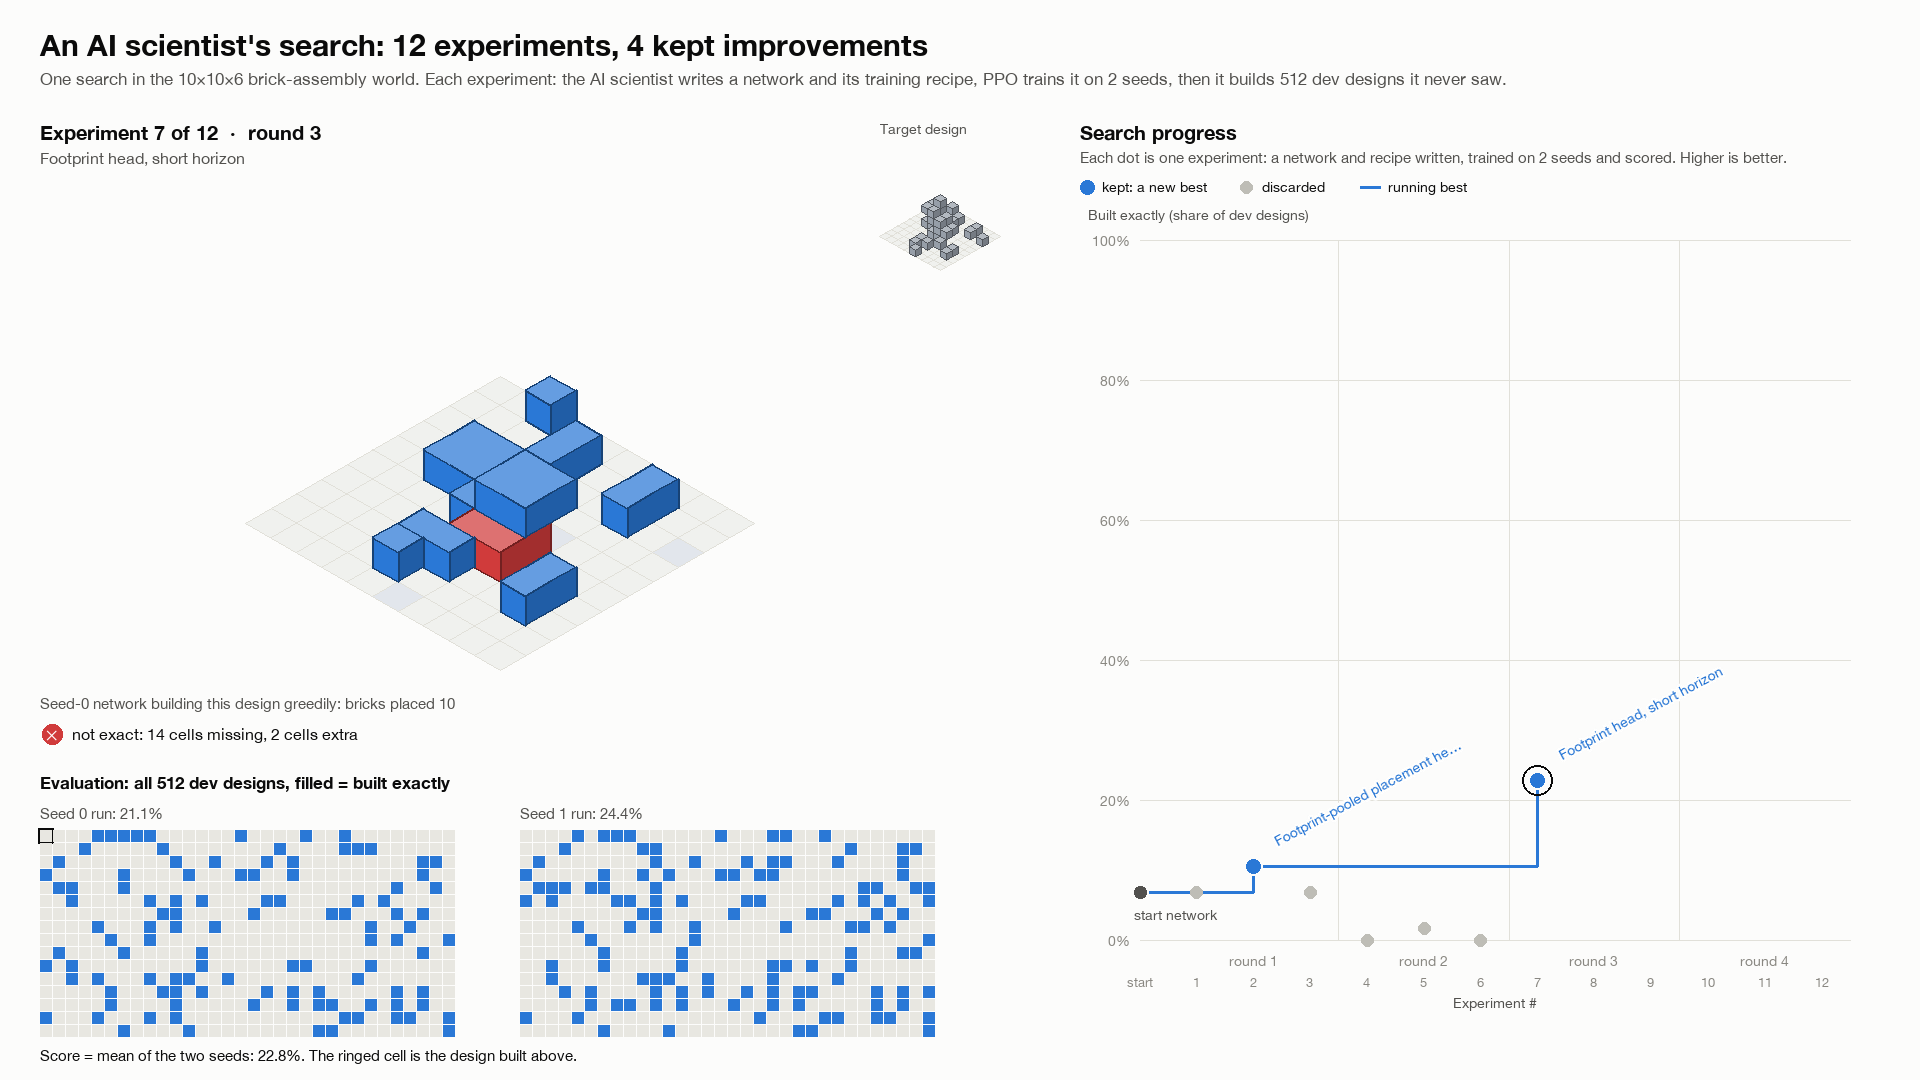 An AI scientist's search: 12 experiments, 4 kept improvements
One search in the 10×10×6 brick-assembly world. Each experiment: the AI scientist writes a network and its training recipe, PPO trains it on 2 seeds, then it builds 512 dev designs it never saw.
Experiment 7 of 12 · round 3
Footprint head, short horizon
Target design
Seed-0 network building this design greedily: bricks placed 10
not exact: 14 cells missing, 2 cells extra
Evaluation: all 512 dev designs, filled = built exactly
Seed 0 run: 21.1%
Seed 1 run: 24.4%
Score = mean of the two seeds: 22.8%. The ringed cell is the design built above.
Search progress
Each dot is one experiment: a network and recipe written, trained on 2 seeds and scored. Higher is better.
kept: a new best
discarded
running best
Built exactly (share of dev designs)
100%
80%
60%
40%
20%
0%
Footprint-pooled placement he…
Footprint head, short horizon
start network
round 1
round 2
round 3
round 4
start 1 2 3 4 5 6 7 8 9 10 11 12
Experiment #